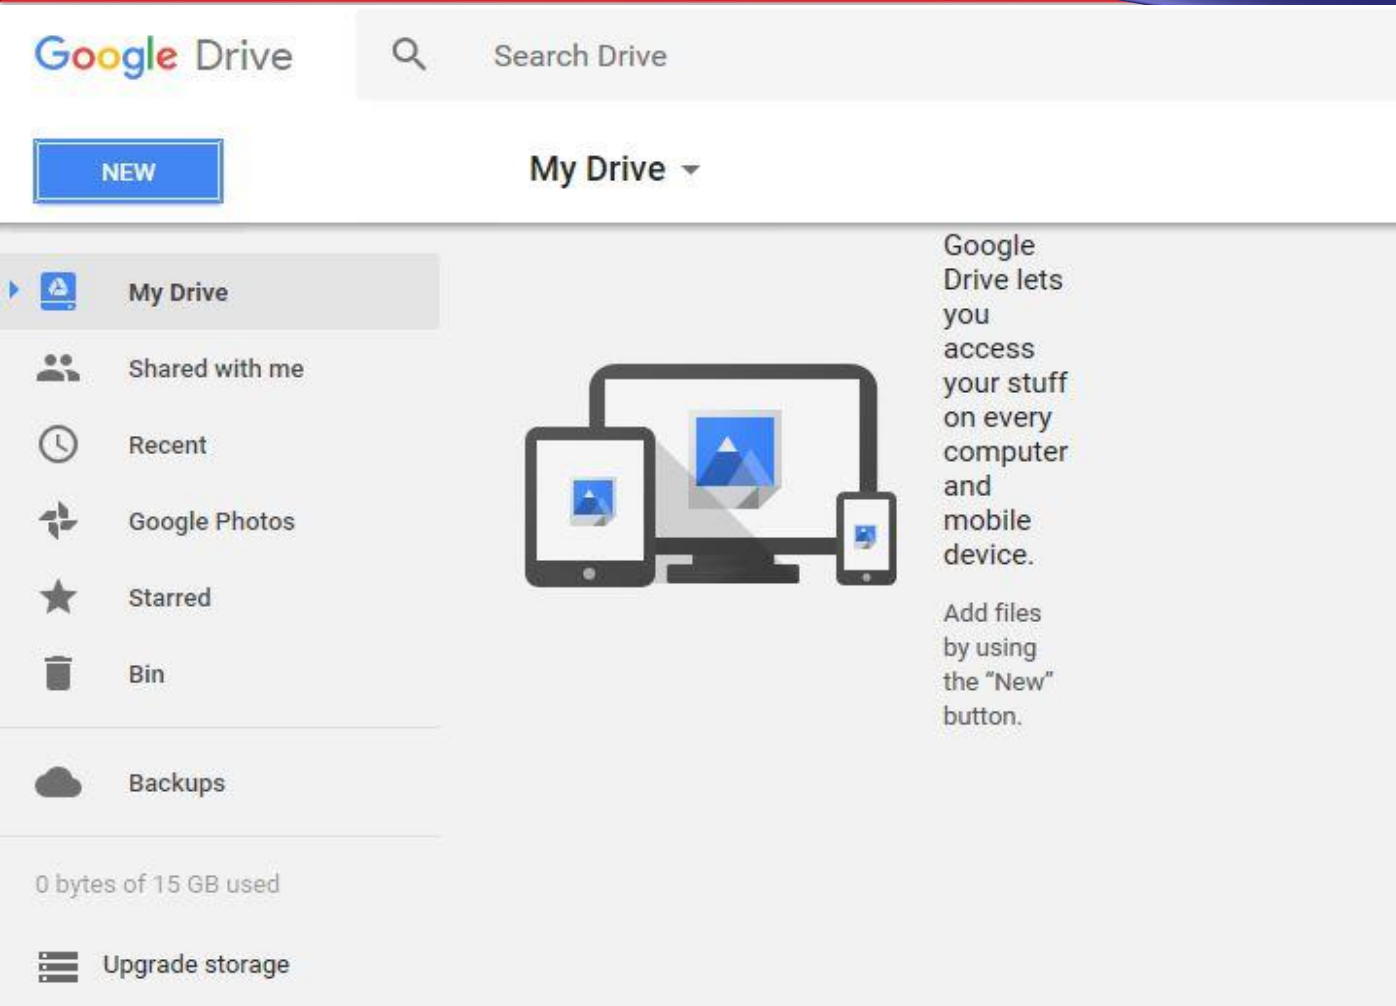 Google Drive
Search Drive
NEW
My Drive
My Drive
Shared with me
Recent
Google Photos
Starred
Bin
Backups
0 bytes of 15 GB used
Upgrade storage
Google
Drive lets
you
access
your stuff
on every
computer
and
mobile
device.
Add files
by using
the “New”
button.